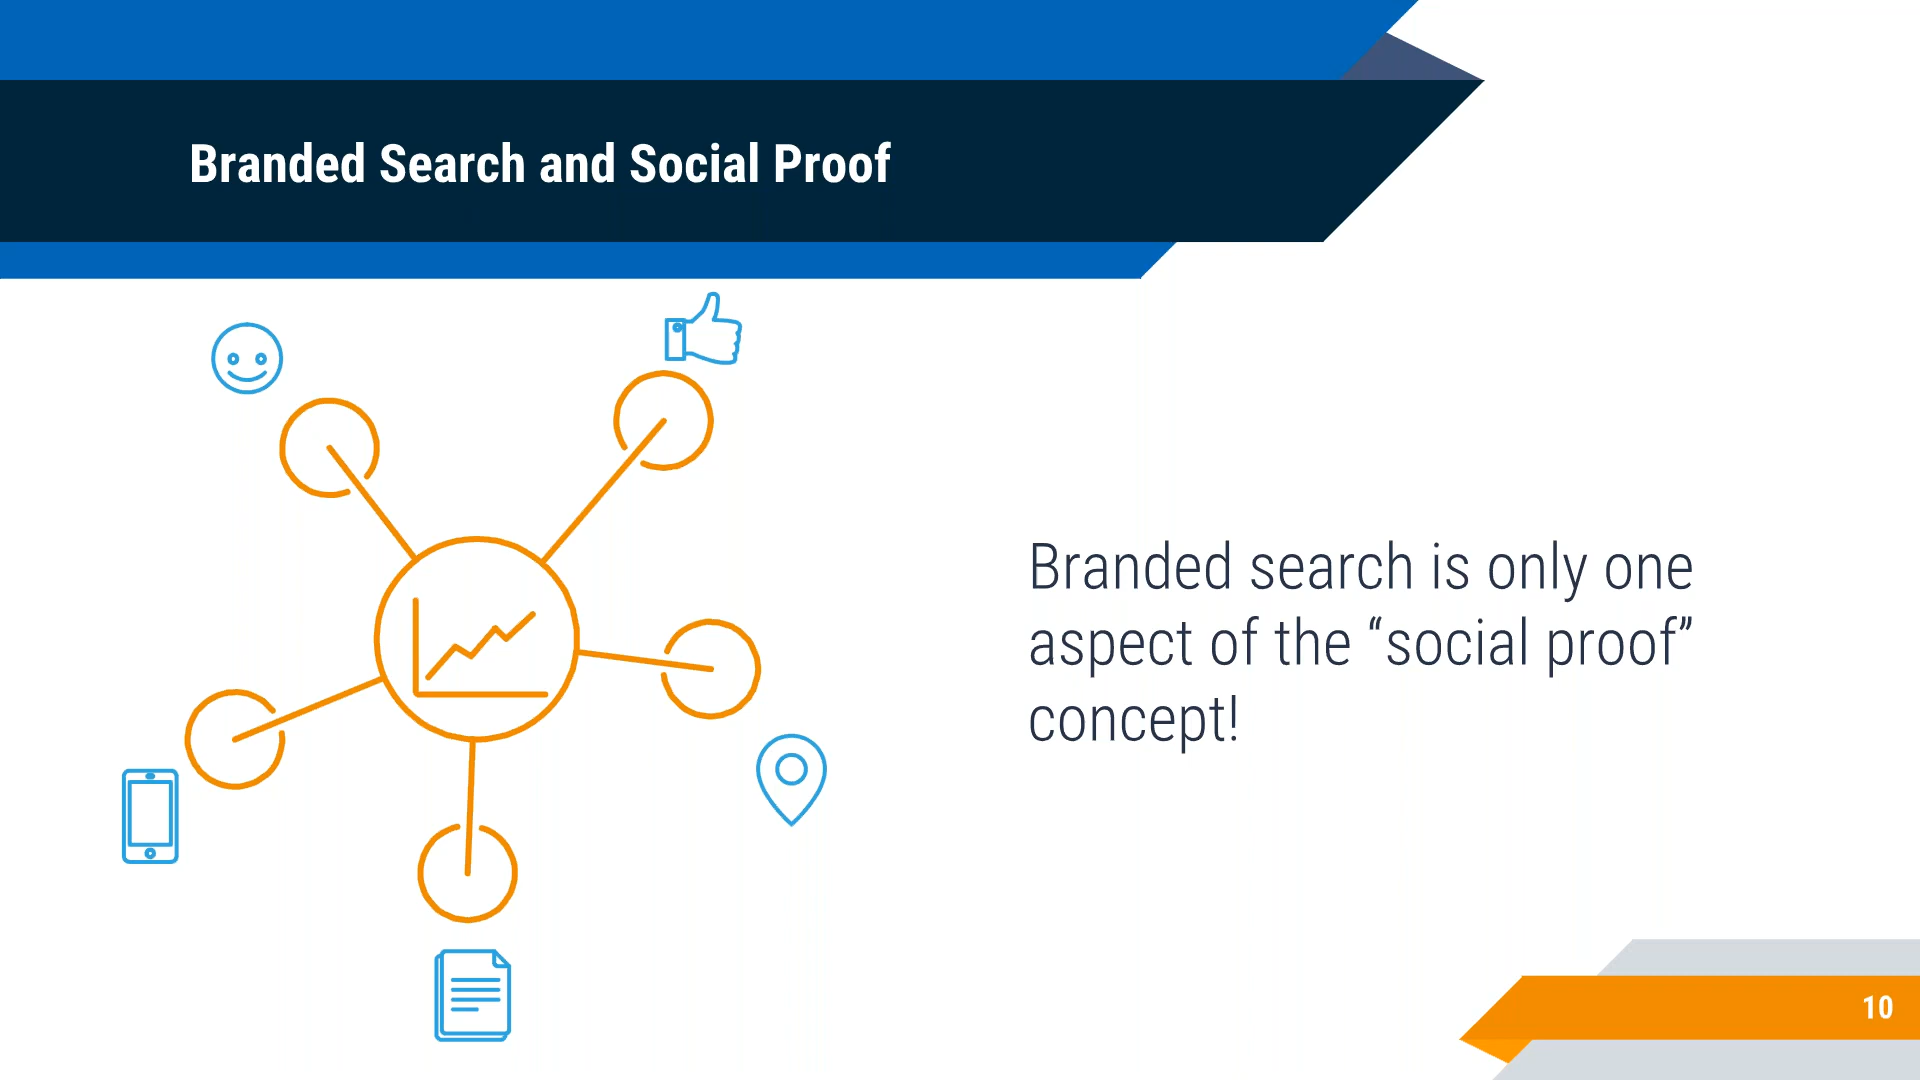 Branded Search and Social Proof
Branded search is only one
aspect of the “social proof”
concept!
10